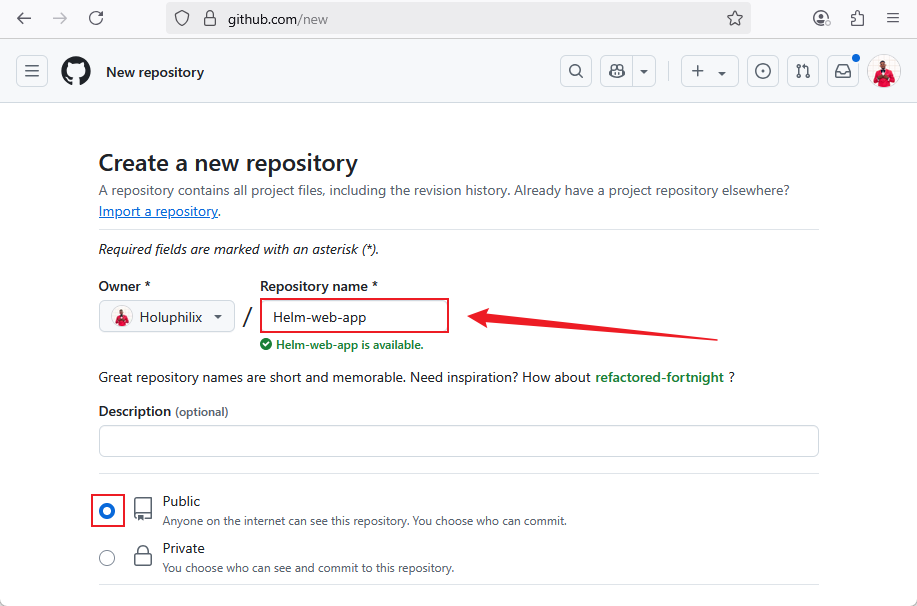 github.com/new
New repository
Create a new repository
A repository contains all project files, including the revision history. Already have a project repository elsewhere?
Import a repository.
Required fields are marked with an asterisk (*).
Owner *
Repository name *
Holuphilix
/
Helm-web-app
Helm-web-app is available.
Great repository names are short and memorable. Need inspiration? How about refactored-fortnight ?
Description (optional)
Public
Anyone on the internet can see this repository. You choose who can commit.
Private
You choose who can see and commit to this repository.